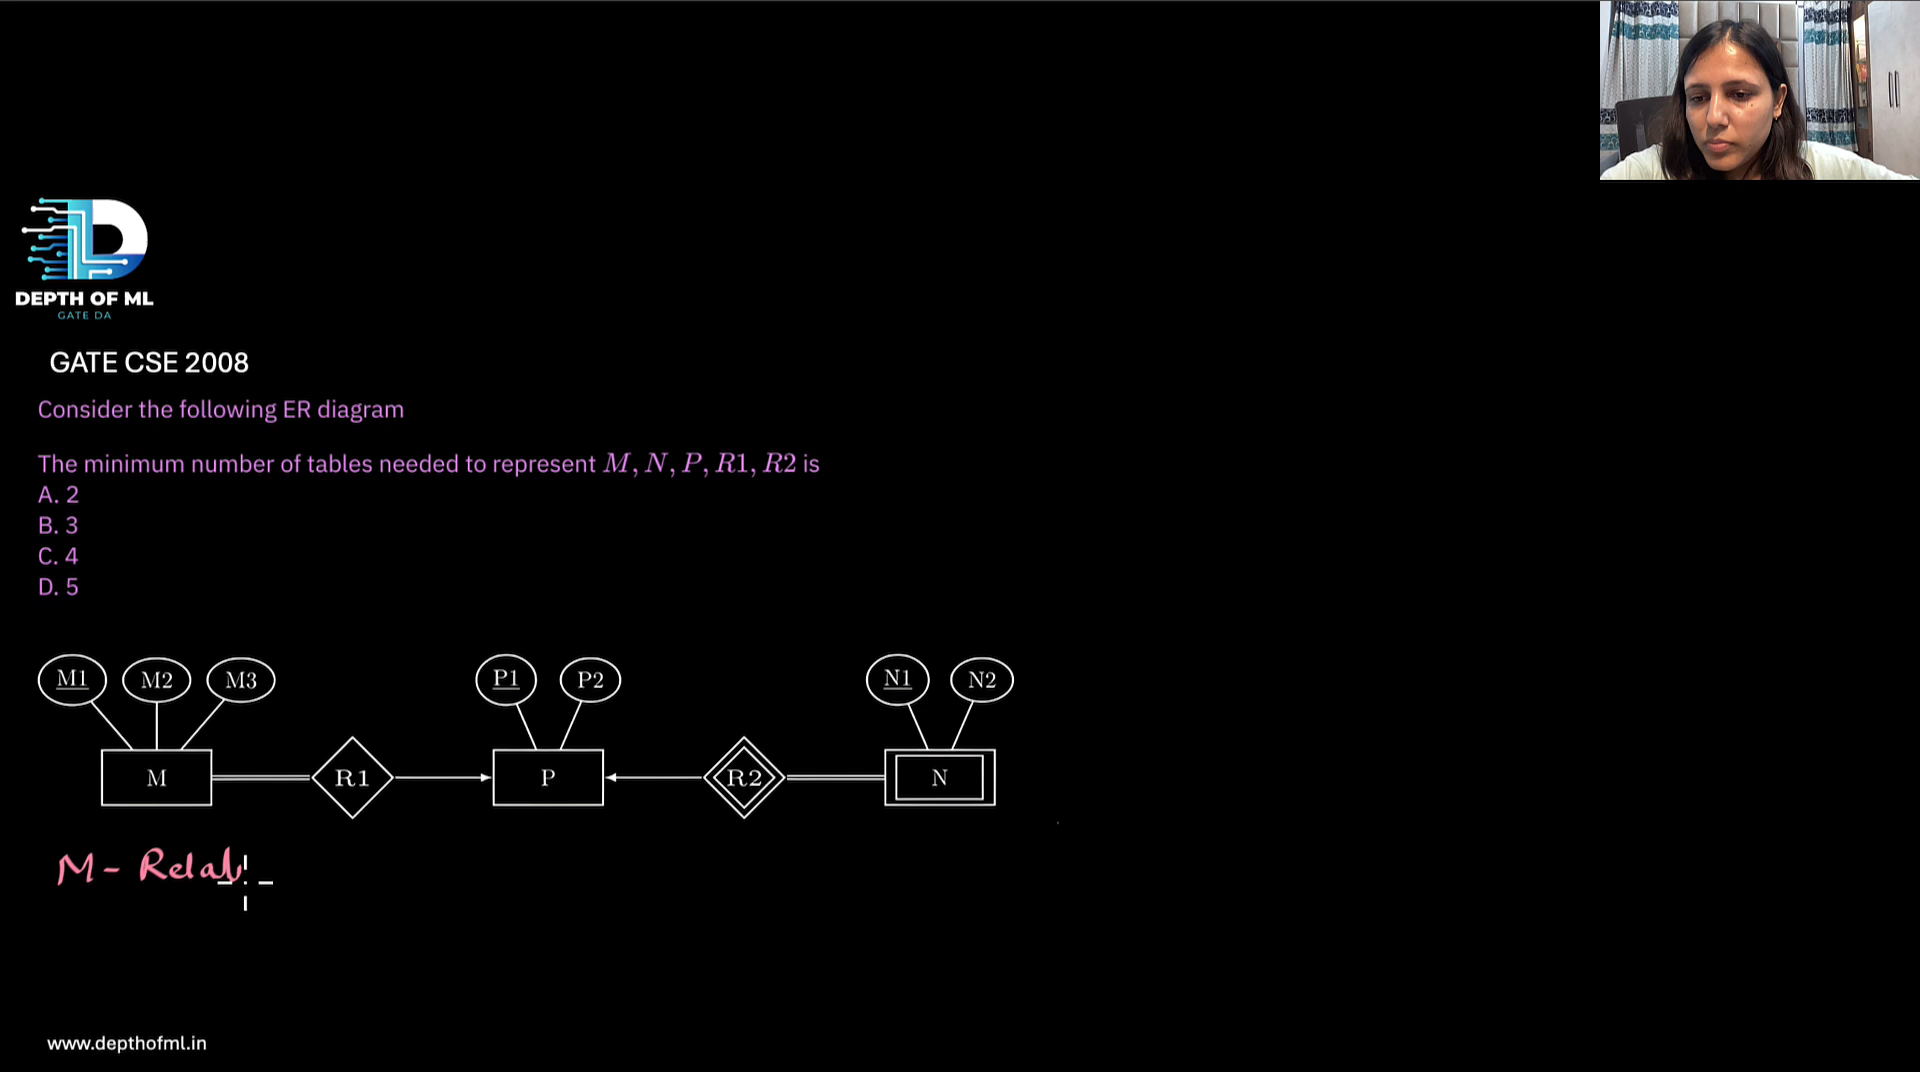 DEPTH OF ML
GATE DA
GATE CSE 2008
Consider the following ER diagram
The minimum number of tables needed to represent M, N, P, R1, R2 is
A. 2
B. 3
C. 4
D. 5
M1 M2 M3 P1 P2 N1 N2
M R1 P R2 N
M - Relat
www.depthofml.in